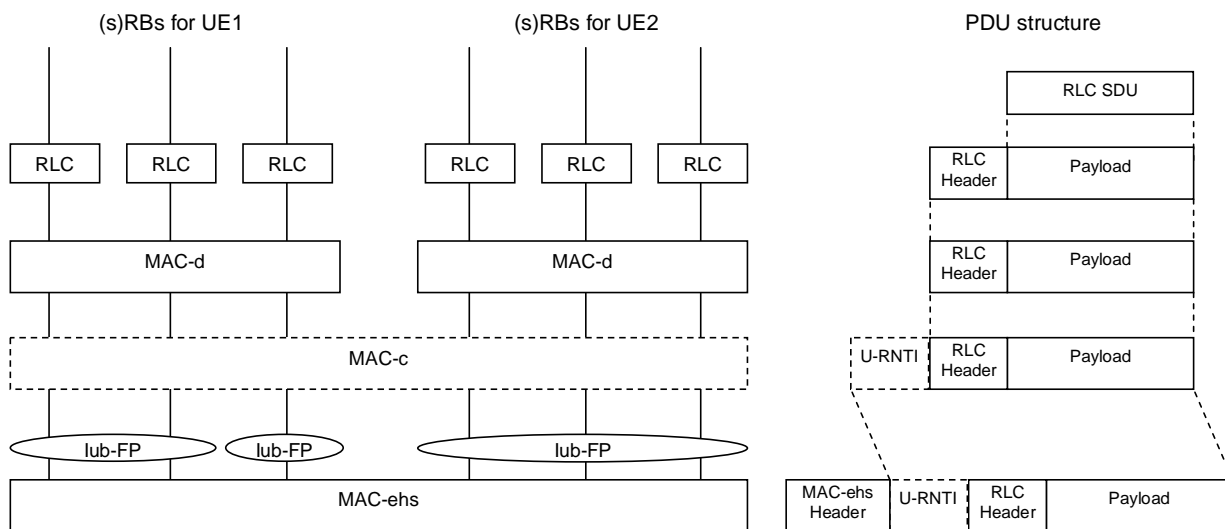 (s)RBs for UE1
(s)RBs for UE2
PDU structure
RLC SDU
RLC
RLC
RLC
RLC
RLC
RLC
RLC
Header
Payload
MAC-d
MAC-d
RLC
Header
Payload
MAC-c
U-RNTI
RLC
Header
Payload
Iub-FP
Iub-FP
Iub-FP
MAC-ehs
MAC-ehs
Header
U-RNTI
RLC
Header
Payload